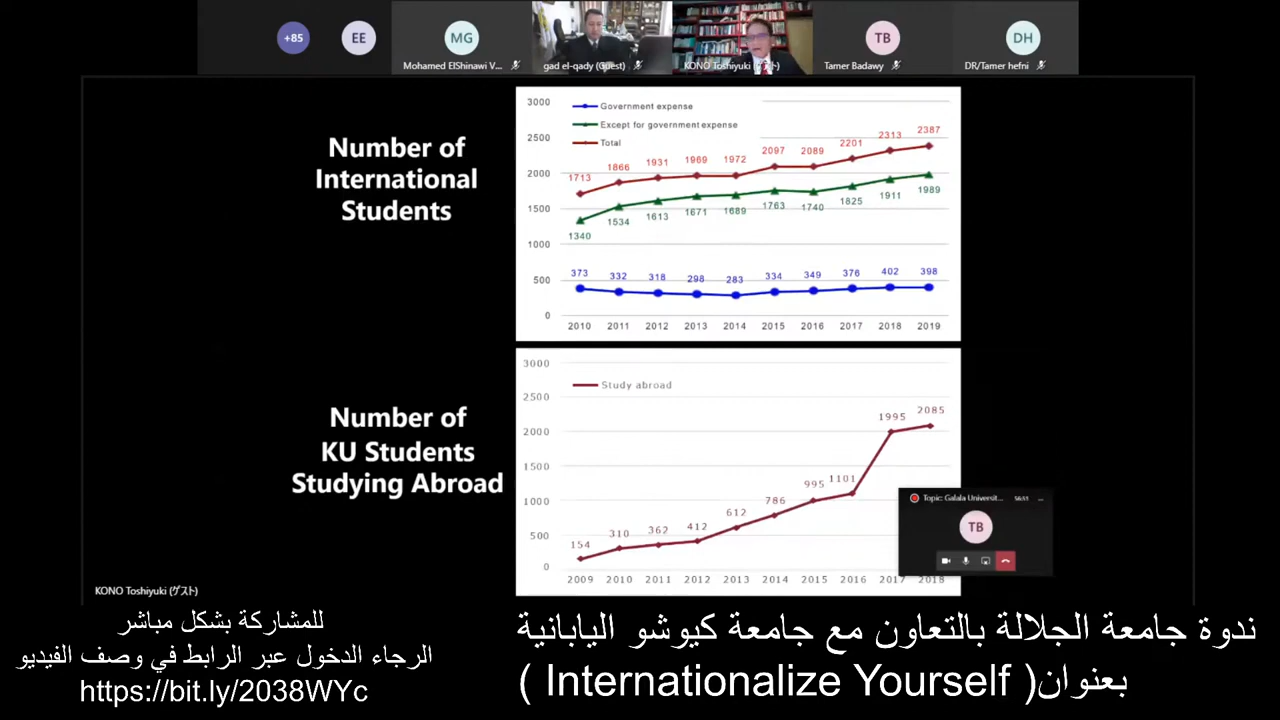 +85
EE
MG
Mohamed ElShinawi V...
gad el-qady (Guest)
KONO Toshiyuki (ゲスト)
TB
Tamer Badawy
DH
DR/Tamer hefni
Number of
International
Students
3000
2500
2000
1500
1000
500
0
Government expense
Except for government expense
Total
1713 1866 1931 1969 1972 2097 2089 2201 2313 2387
1340 1534 1613 1671 1689 1763 1740 1825 1911 1989
373 332 318 298 283 334 349 376 402 398
2010 2011 2012 2013 2014 2015 2016 2017 2018 2019
Number of
KU Students
Studying Abroad
3000
2500
2000
1500
1000
500
0
Study abroad
154 310 362 412 612 786 995 1101 1995 2085
2009 2010 2011 2012 2013 2014 2015 2016 2017 2018
Topic: Galala Universit...
TB
KONO Toshiyuki (ゲスト)
ندوة جامعة الجلالة بالتعاون مع جامعة كيوشو اليابانية
بعنوان( Internationalize Yourself )
للمشاركة بشكل مباشر
الرجاء الدخول عبر الرابط في وصف الفيديو
https://bit.ly/2038WYc